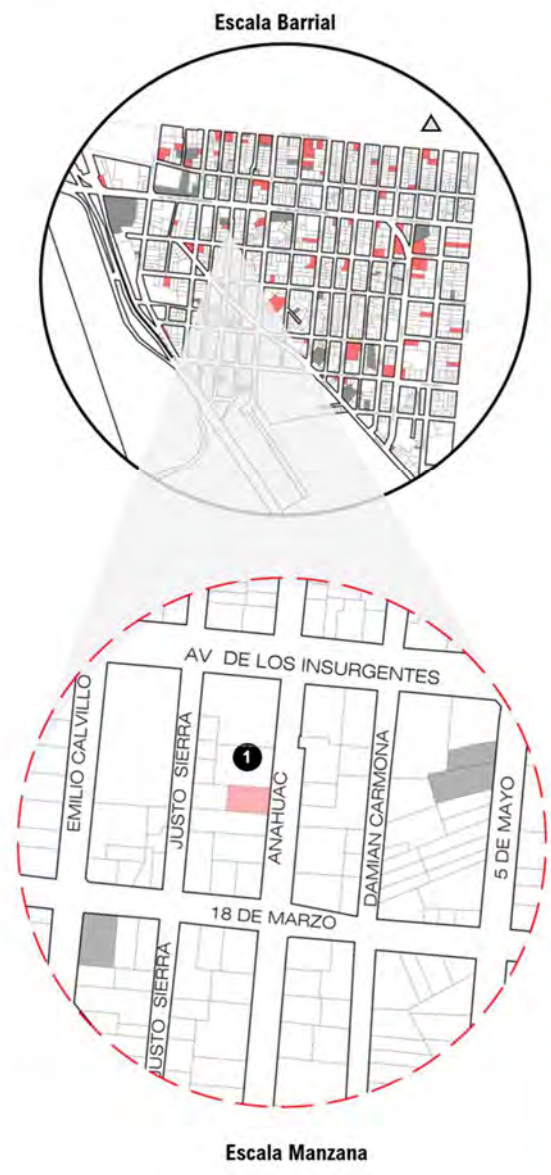 Escala Barrial
AV DE LOS INSURGENTES
EMILIO CALVILLO
JUSTO SIERRA
1
ANAHUAC
DAMIAN CARMONA
5 DE MAYO
18 DE MARZO
JUSTO SIERRA
Escala Manzana